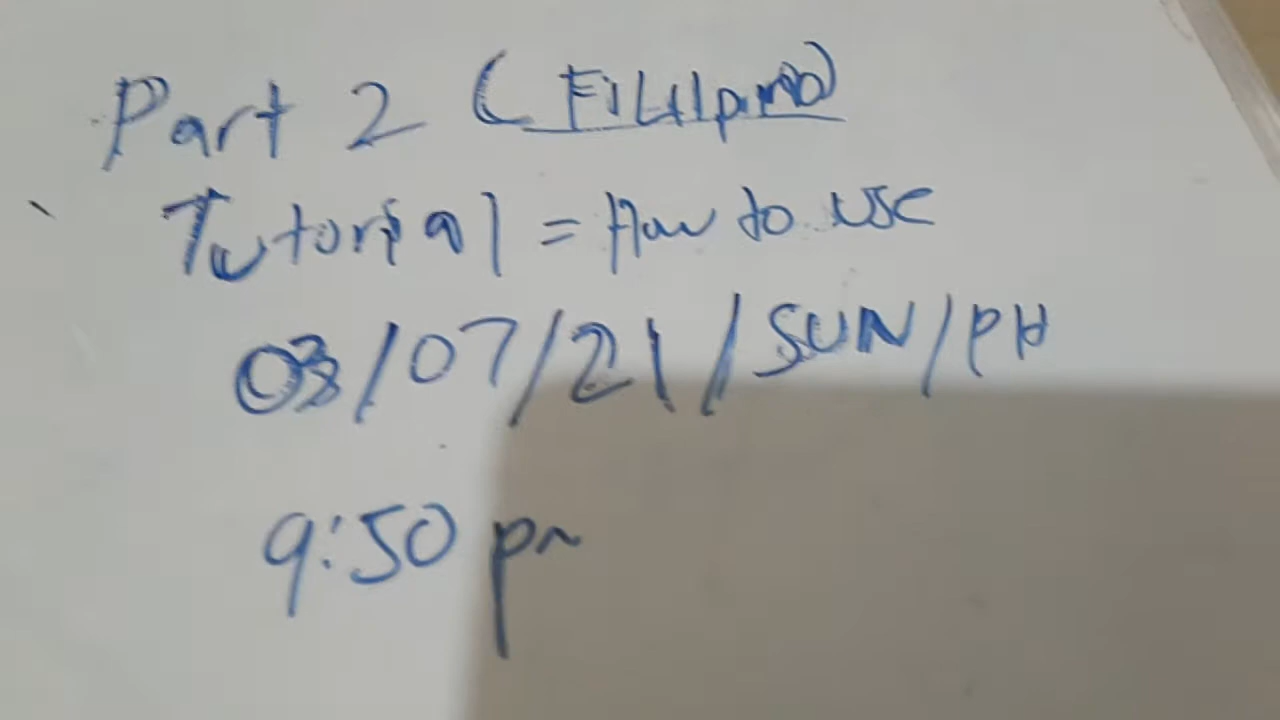 Part 2 (Filipino)
Tutorial = How to use
03/07/21/SUN/PH
9:50 pm